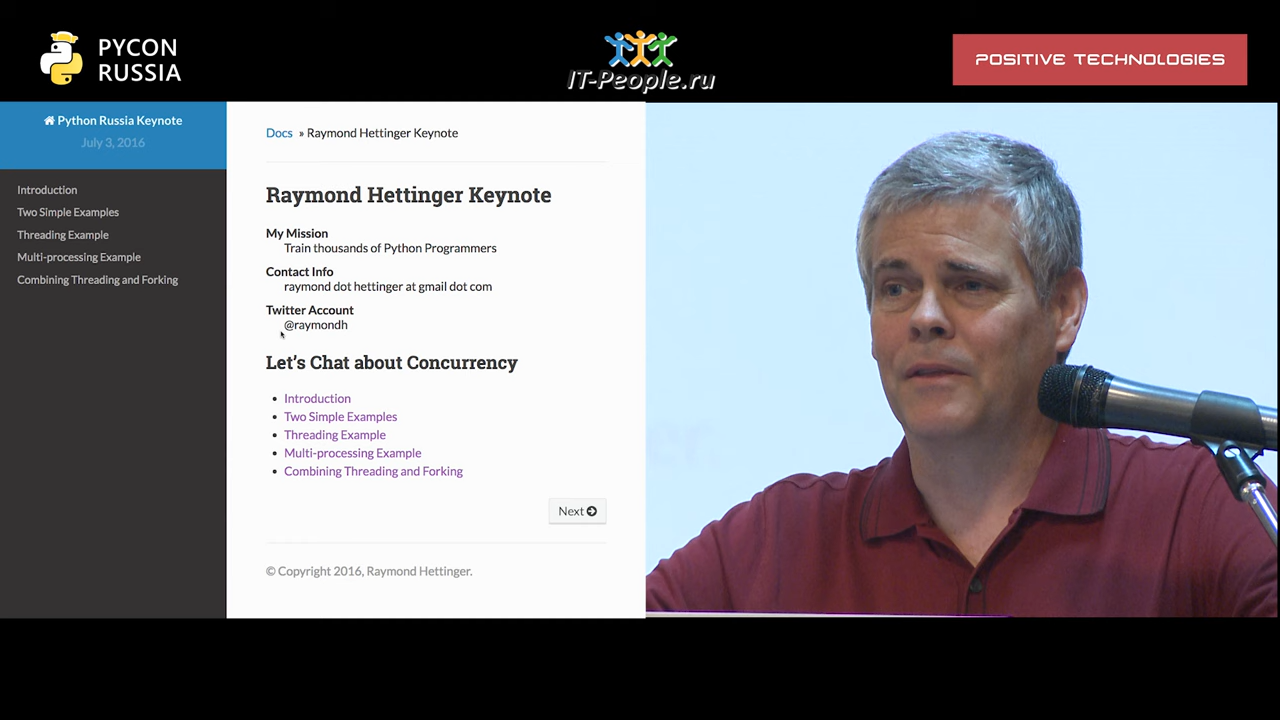 PYCON
RUSSIA
IT-People.ru
POSITIVE TECHNOLOGIES
Python Russia Keynote
July 3, 2016
Introduction
Two Simple Examples
Threading Example
Multi-processing Example
Combining Threading and Forking
Docs » Raymond Hettinger Keynote
Raymond Hettinger Keynote
My Mission
Train thousands of Python Programmers
Contact Info
raymond dot hettinger at gmail dot com
Twitter Account
@raymondh
Let's Chat about Concurrency
• Introduction
• Two Simple Examples
• Threading Example
• Multi-processing Example
• Combining Threading and Forking
Next
© Copyright 2016, Raymond Hettinger.